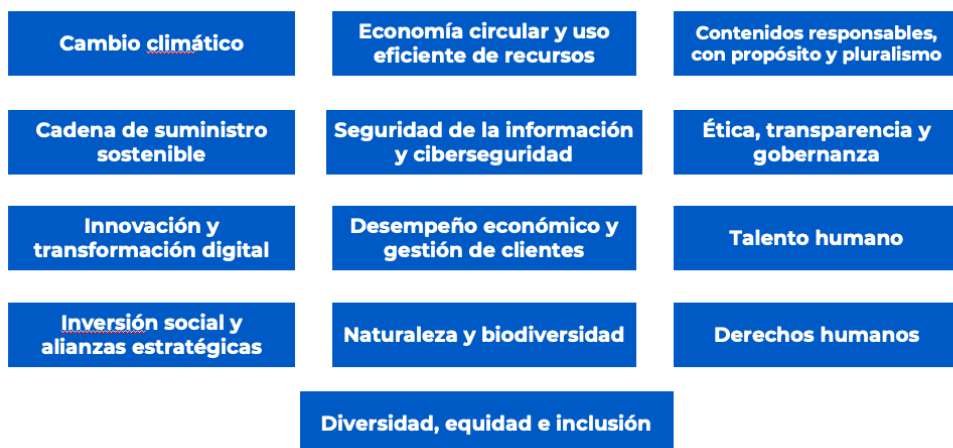 Cambio climático
Economía circular y uso
eficiente de recursos
Contenidos responsables,
con propósito y pluralismo
Cadena de suministro
sostenible
Seguridad de la información
y ciberseguridad
Ética, transparencia y
gobernanza
Innovación y
transformación digital
Desempeño económico y
gestión de clientes
Talento humano
Inversión social y
alianzas estratégicas
Naturaleza y biodiversidad
Derechos humanos
Diversidad, equidad e inclusión